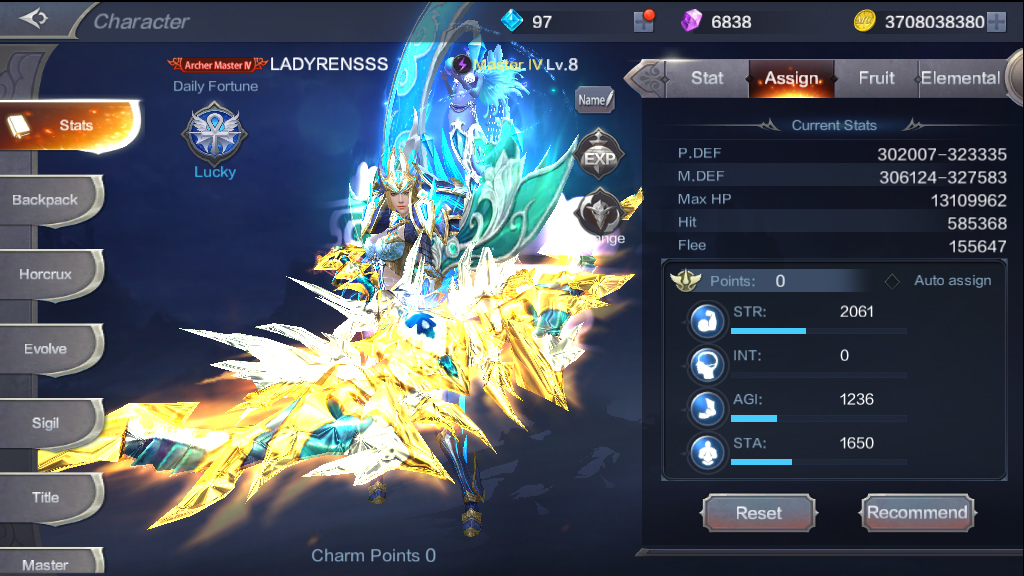 Character
97
6838
3708038380
Archer Master IV LADYRENSSS
Master IV Lv.8
Daily Fortune
Lucky
Name
EXP
Stats
Backpack
Horcrux
Evolve
Sigil
Title
Master
Charm Points 0
Stat Assign Fruit Elemental
Current Stats
P.DEF 302007-323335
M.DEF 306124-327583
Max HP 13109962
Hit 585368
Flee 155647
Points: 0 Auto assign
STR: 2061
INT: 0
AGI: 1236
STA: 1650
Reset Recommend